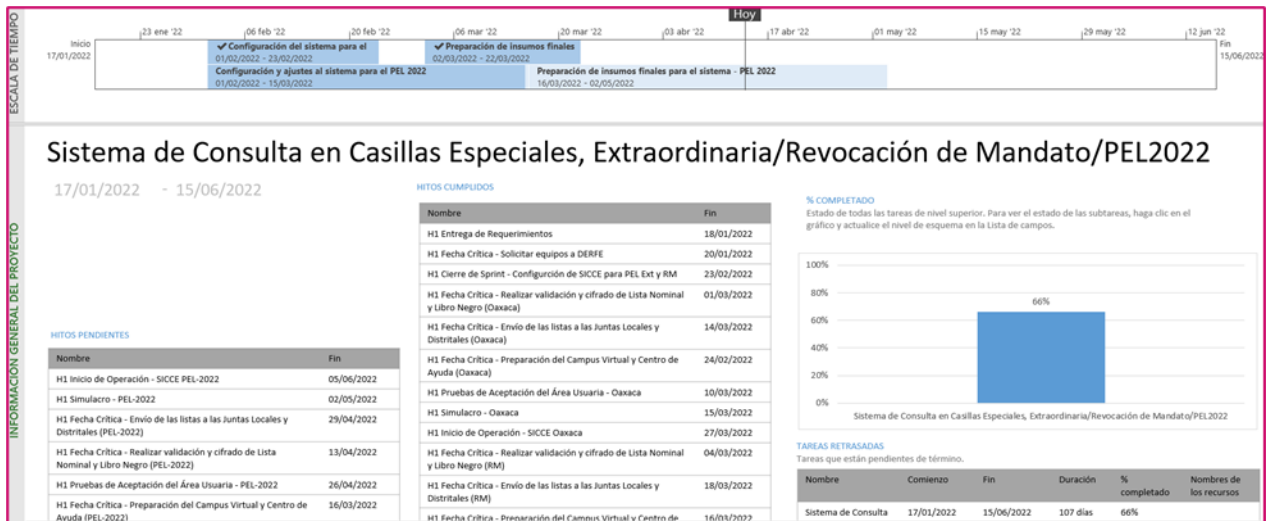 ESCALA DE TIEMPO
Hoy
23 ene '22
06 feb '22
20 feb '22
06 mar '22
20 mar '22
03 abr '22
17 abr '22
01 may '22
15 may '22
29 may '22
12 jun '22
Inicio
17/01/2022
Fin
15/06/2022
✔ Configuración del sistema para el
01/02/2022 - 23/02/2022
✔ Preparación de insumos finales
02/03/2022 - 22/03/2022
Configuración y ajustes al sistema para el PEL 2022
01/02/2022 - 15/03/2022
Preparación de insumos finales para el sistema - PEL 2022
16/03/2022 - 02/05/2022
INFORMACION GENERAL DEL PROYECTO
Sistema de Consulta en Casillas Especiales, Extraordinaria/Revocación de Mandato/PEL2022
17/01/2022 - 15/06/2022
HITOS PENDIENTES
Nombre Fin
H1 Inicio de Operación - SICCE PEL-2022 05/06/2022
H1 Simulacro - PEL-2022 02/05/2022
H1 Fecha Crítica - Envío de las listas a las Juntas Locales y 29/04/2022
Distritales (PEL-2022)
H1 Fecha Crítica - Realizar validación y cifrado de Lista 13/04/2022
Nominal y Libro Negro (PEL-2022)
H1 Pruebas de Aceptación del Área Usuaria - PEL-2022 26/04/2022
H1 Fecha Crítica - Preparación del Campus Virtual y Centro de 16/03/2022
Ayuda (PEL-2022)
HITOS CUMPLIDOS
Nombre Fin
H1 Entrega de Requerimientos 18/01/2022
H1 Fecha Crítica - Solicitar equipos a DERFE 20/01/2022
H1 Cierre de Sprint - Configurción de SICCE para PEL Ext y RM 23/02/2022
H1 Fecha Crítica - Realizar validación y cifrado de Lista Nominal 01/03/2022
y Libro Negro (Oaxaca)
H1 Fecha Crítica - Envío de las listas a las Juntas Locales y 14/03/2022
Distritales (Oaxaca)
H1 Fecha Crítica - Preparación del Campus Virtual y Centro de 24/02/2022
Ayuda (Oaxaca)
H1 Pruebas de Aceptación del Área Usuaria - Oaxaca 10/03/2022
H1 Simulacro - Oaxaca 15/03/2022
H1 Inicio de Operación - SICCE Oaxaca 27/03/2022
H1 Fecha Crítica - Realizar validación y cifrado de Lista Nominal 04/03/2022
y Libro Negro (RM)
H1 Fecha Crítica - Envío de las listas a las Juntas Locales y 18/03/2022
Distritales (RM)
H1 Fecha Crítica - Preparación del Campus Virtual y Centro de 16/03/2022
% COMPLETADO
Estado de todas las tareas de nivel superior. Para ver el estado de las subtareas, haga clic en el
gráfico y actualice el nivel de esquema en la Lista de campos.
100%
80%
60%
40%
20%
0%
66%
Sistema de Consulta en Casillas Especiales, Extraordinaria/Revocación de Mandato/PEL2022
TAREAS RETRASADAS
Tareas que están pendientes de término.
Nombre Comienzo Fin Duración % completado Nombres de los recursos
Sistema de Consulta 17/01/2022 15/06/2022 107 días 66%